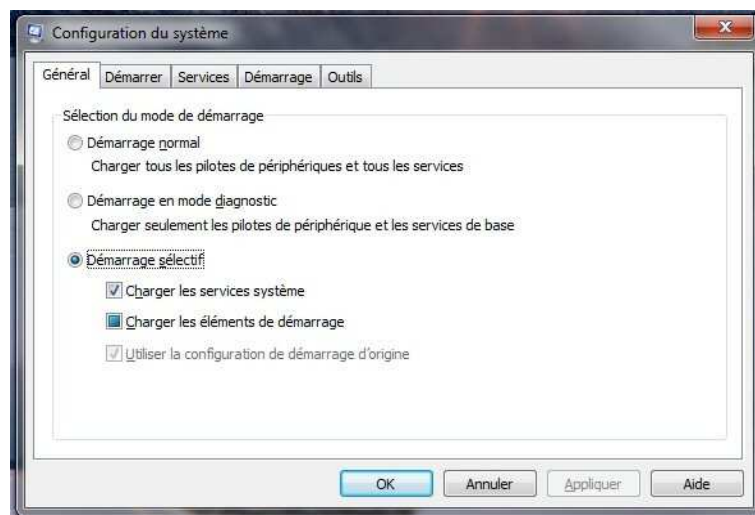 Configuration du système
Général Démarrer Services Démarrage Outils
Sélection du mode de démarrage
Démarrage normal
Charger tous les pilotes de périphériques et tous les services
Démarrage en mode diagnostic
Charger seulement les pilotes de périphérique et les services de base
Démarrage sélectif
Charger les services système
Charger les éléments de démarrage
Utiliser la configuration de démarrage d'origine
OK Annuler Appliquer Aide